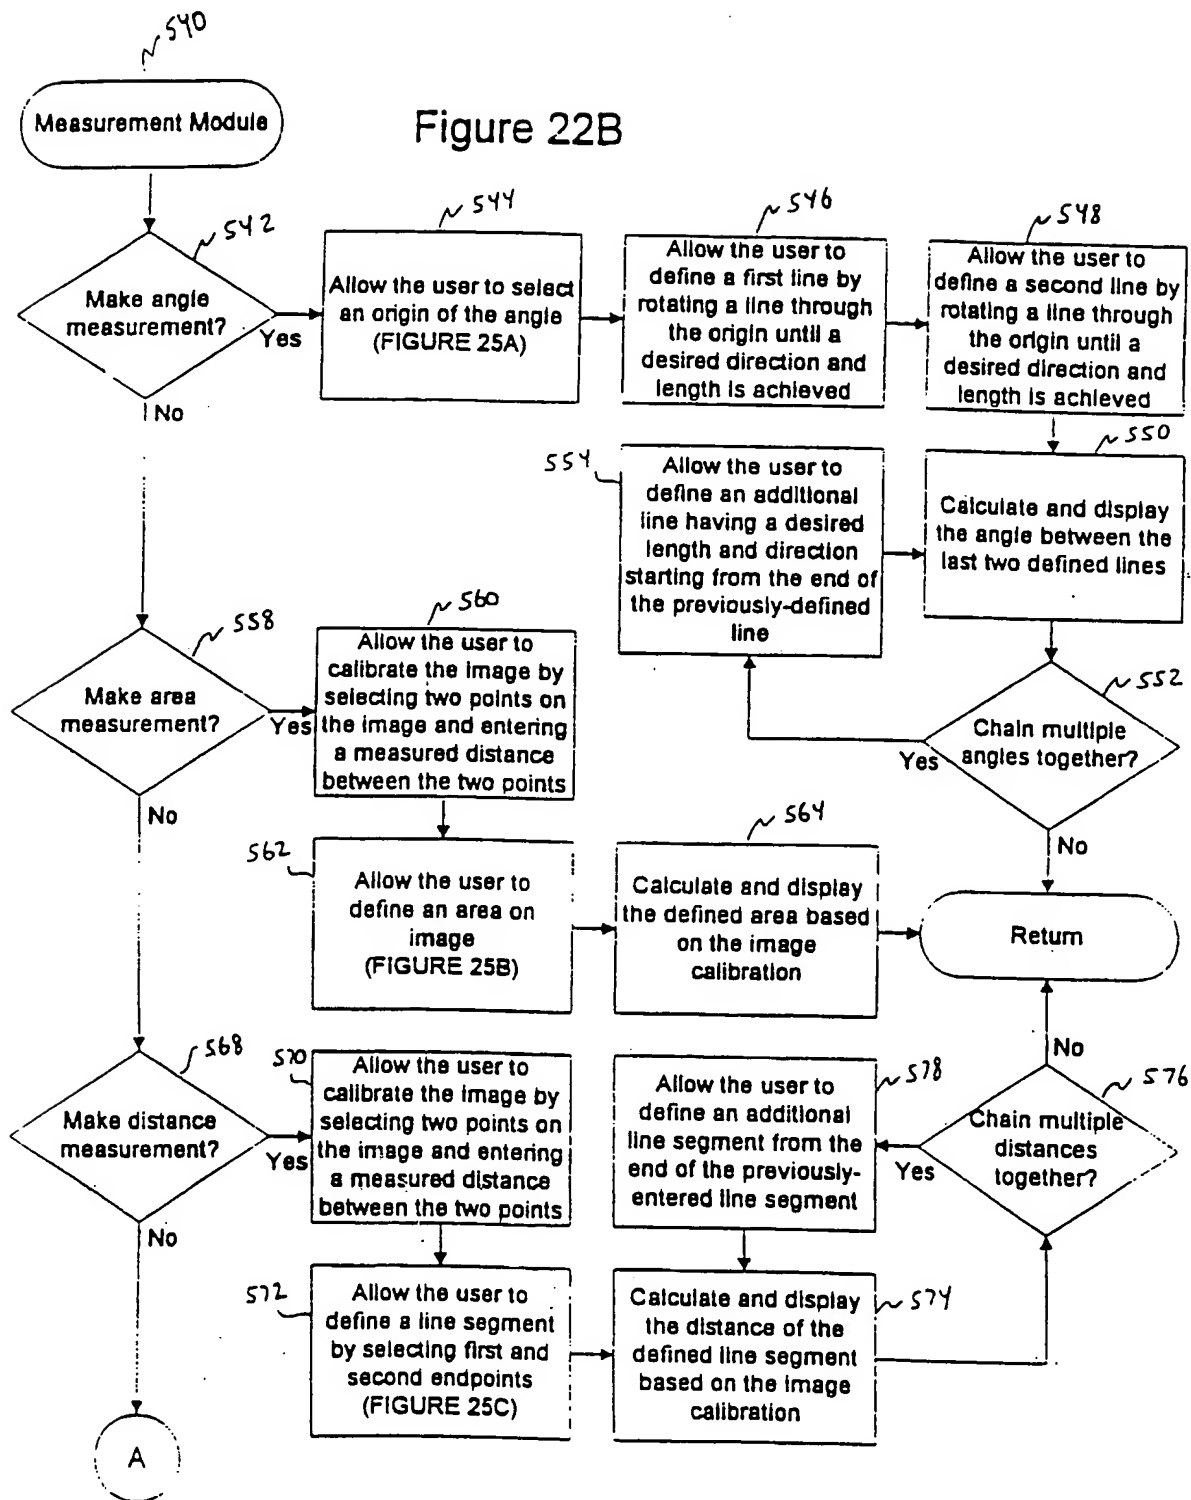 540
Measurement Module
Figure 22B
542
Make angle
measurement?
Yes
No
544
Allow the user to select
an origin of the angle
(FIGURE 25A)
546
Allow the user to
define a first line by
rotating a line through
the origin until a
desired direction and
length is achieved
548
Allow the user to
define a second line by
rotating a line through
the origin until a
desired direction and
length is achieved
550
Calculate and display
the angle between the
last two defined lines
554
Allow the user to
define an additional
line having a desired
length and direction
starting from the end of
the previously-defined
line
552
Chain multiple
angles together?
Yes
No
558
Make area
measurement?
Yes
No
560
Allow the user to
calibrate the image by
selecting two points on
the image and entering
a measured distance
between the two points
562
Allow the user to
define an area on
image
(FIGURE 25B)
564
Calculate and display
the defined area based
on the image
calibration
Return
568
Make distance
measurement?
Yes
No
570
Allow the user to
calibrate the image by
selecting two points on
the image and entering
a measured distance
between the two points
572
Allow the user to
define a line segment
by selecting first and
second endpoints
(FIGURE 25C)
578
Allow the user to
define an additional
line segment from the
end of the previously-
entered line segment
574
Calculate and display
the distance of the
defined line segment
based on the image
calibration
576
Chain multiple
distances
together?
Yes
No
A